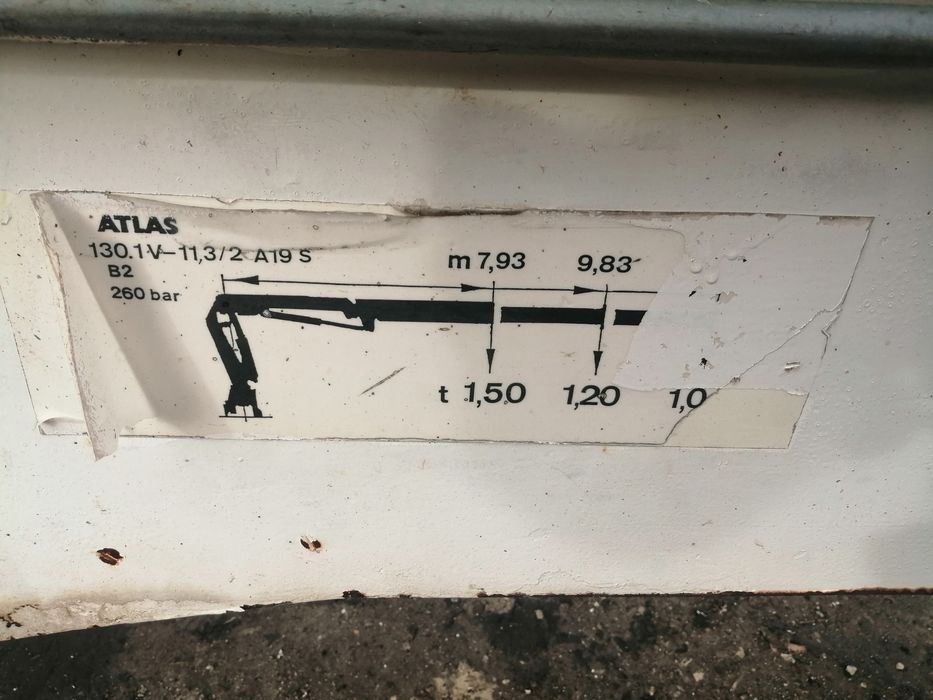 ATLAS
130.1V-11,3/2 A19 S
B2
260 bar
m 7,93 9,83
t 1,50 1,20 1,0